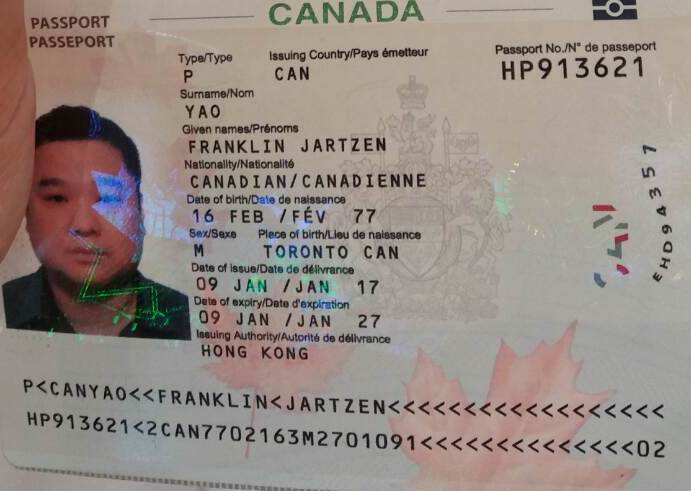 PASSPORT
PASSEPORT
CANADA
Type/Type
Issuing Country/Pays émetteur
Passport No./N° de passeport
P
CAN
HP913621
Surname/Nom
YAO
Given names/Prénoms
FRANKLIN JARTZEN
Nationality/Nationalité
CANADIAN/CANADIENNE
Date of birth/Date de naissance
16 FEB /FÉV 77
Sex/Sexe
Place of birth/Lieu de naissance
M
TORONTO CAN
Date of issue/Date de délivrance
09 JAN /JAN 17
Date of expiry/Date d'expiration
09 JAN /JAN 27
Issuing Authority/Autorité de délivrance
HONG KONG
EHD94357
CAN
P<CANYAO<<FRANKLIN<JARTZEN<<<<<<<<<<<<<<<<<<
HP913621<2CAN7702163M2701091<<<<<<<<<<<<<<02